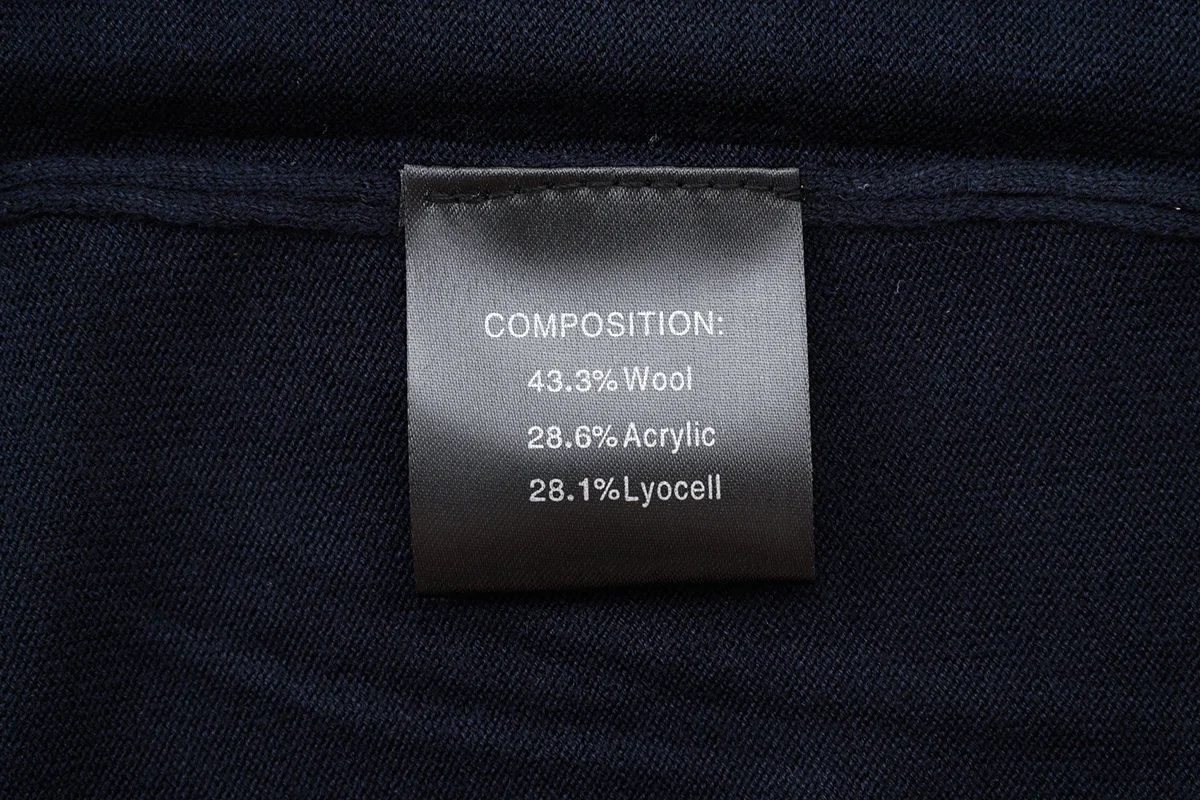 COMPOSITION:
43.3% Wool
28.6% Acrylic
28.1% Lyocell